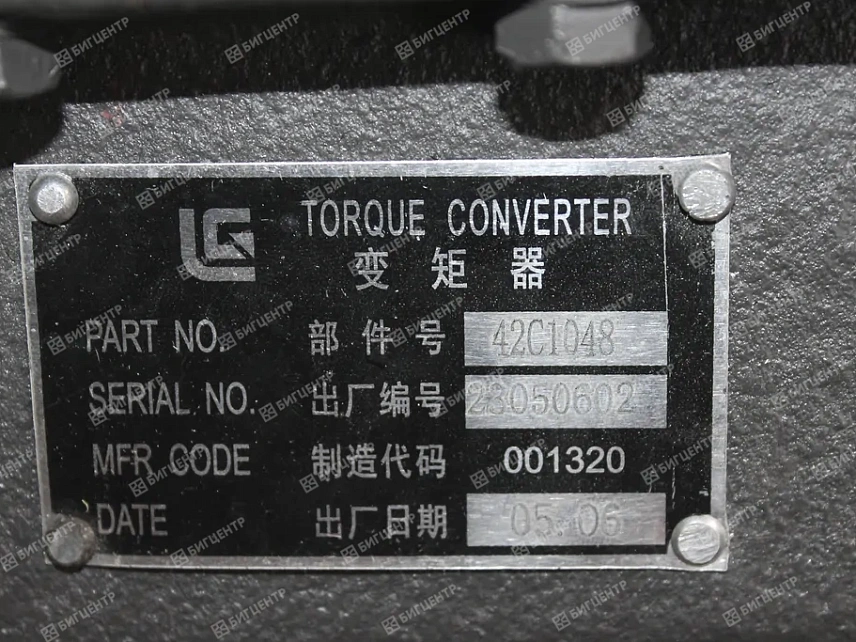 LG TORQUE CONVERTER
变矩器
PART NO. 部件号 42C1048
SERIAL NO. 出厂编号 23050602
MFR CODE 制造代码 001320
DATE 出厂日期 05.06
БИГЦЕНТР